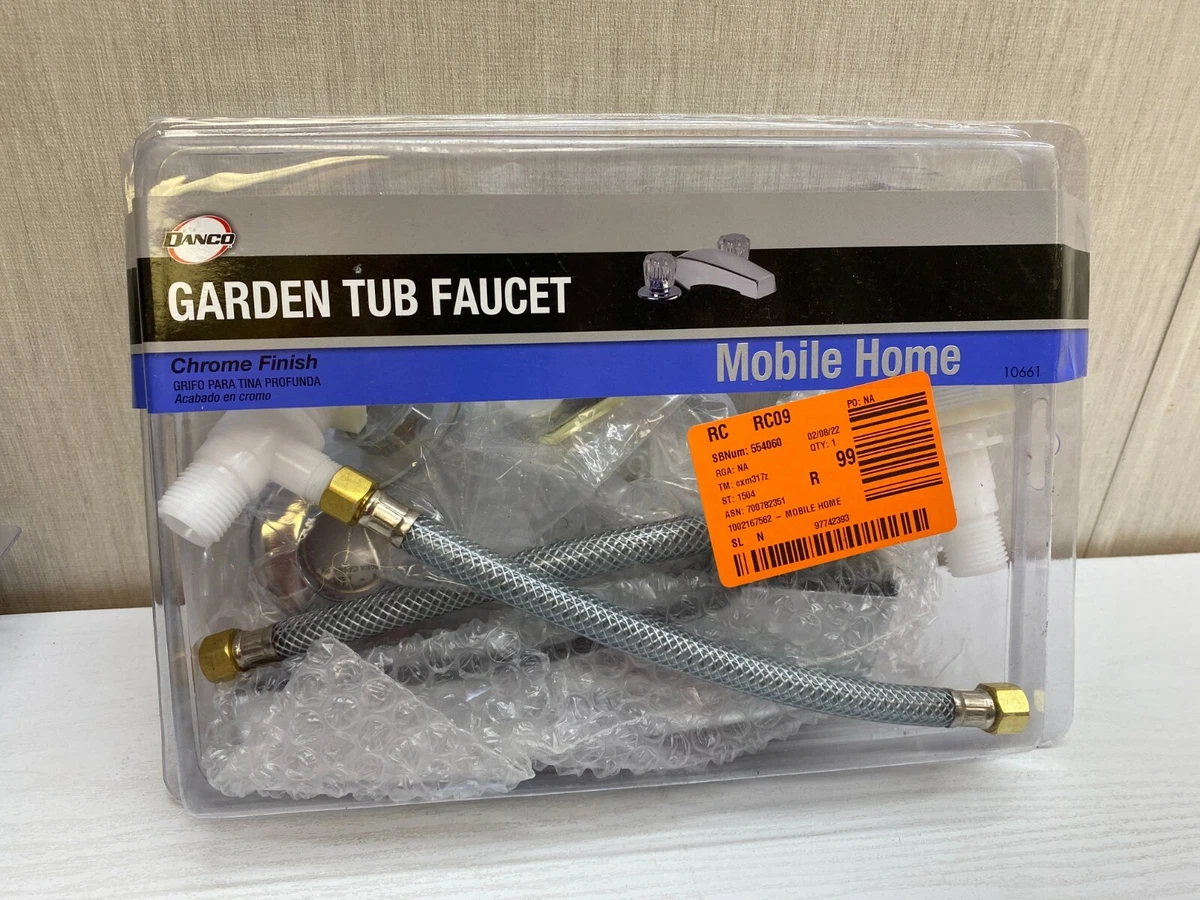 DANCO
GARDEN TUB FAUCET
Chrome Finish
GRIFO PARA TINA PROFUNDA
Acabado en cromo
Mobile Home
10661
RC RC09
PD: NA
SBNum: 554060
02/08/22
RGA: NA
QTY: 1
TM: cxm317z
R 99
ST: 1504
ASN: 700782351
1002167562 - MOBILE HOME
SL N 97742393